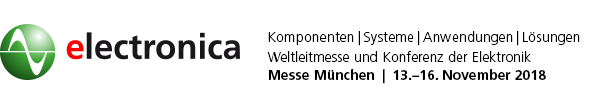 electronica
Komponenten|Systeme|Anwendungen|Lösungen
Weltleitmesse und Konferenz der Elektronik
Messe München | 13.–16. November 2018